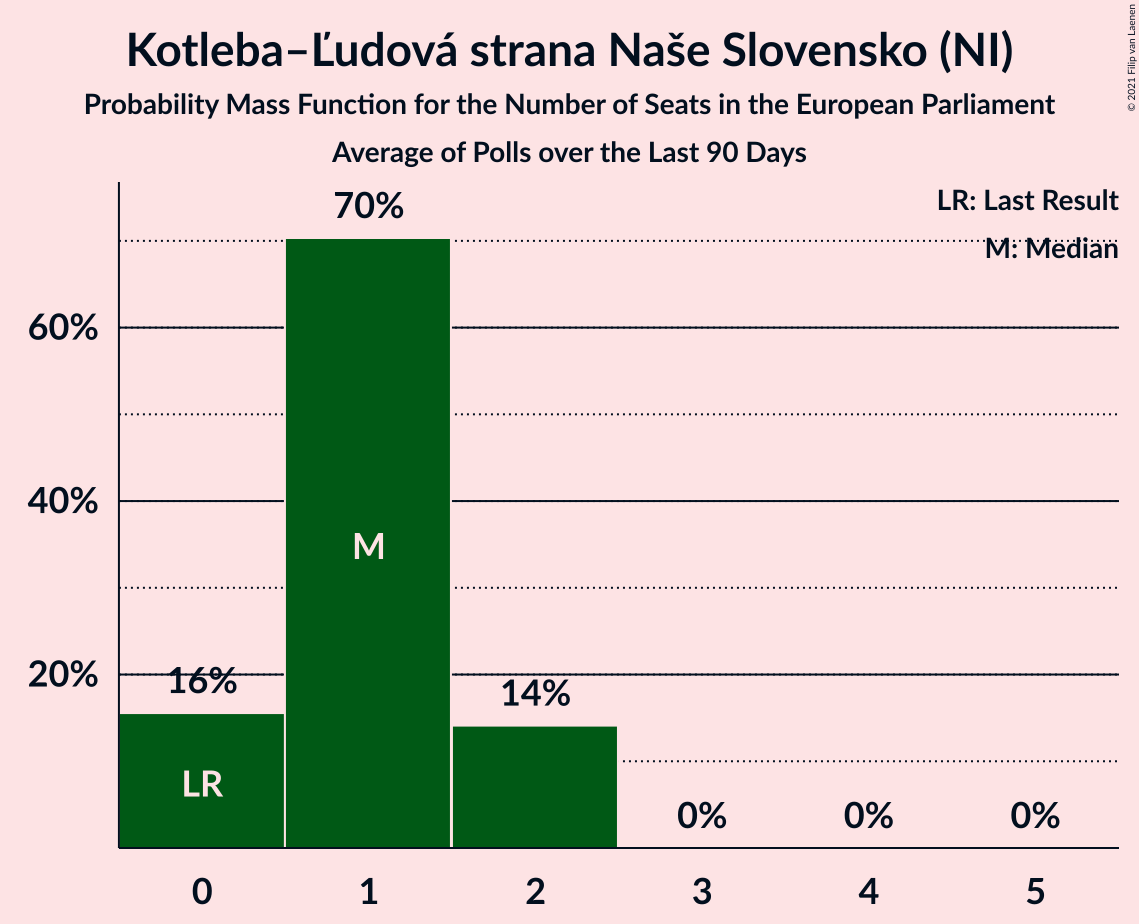 Kotleba–Ľudová strana Naše Slovensko (NI)
Probability Mass Function for the Number of Seats in the European Parliament
Average of Polls over the Last 90 Days
© 2021 Filip van Laenen
LR: Last Result
M: Median
70%
60%
40%
20%
16%
14%
M
LR
0%
0%
0%
0
1
2
3
4
5